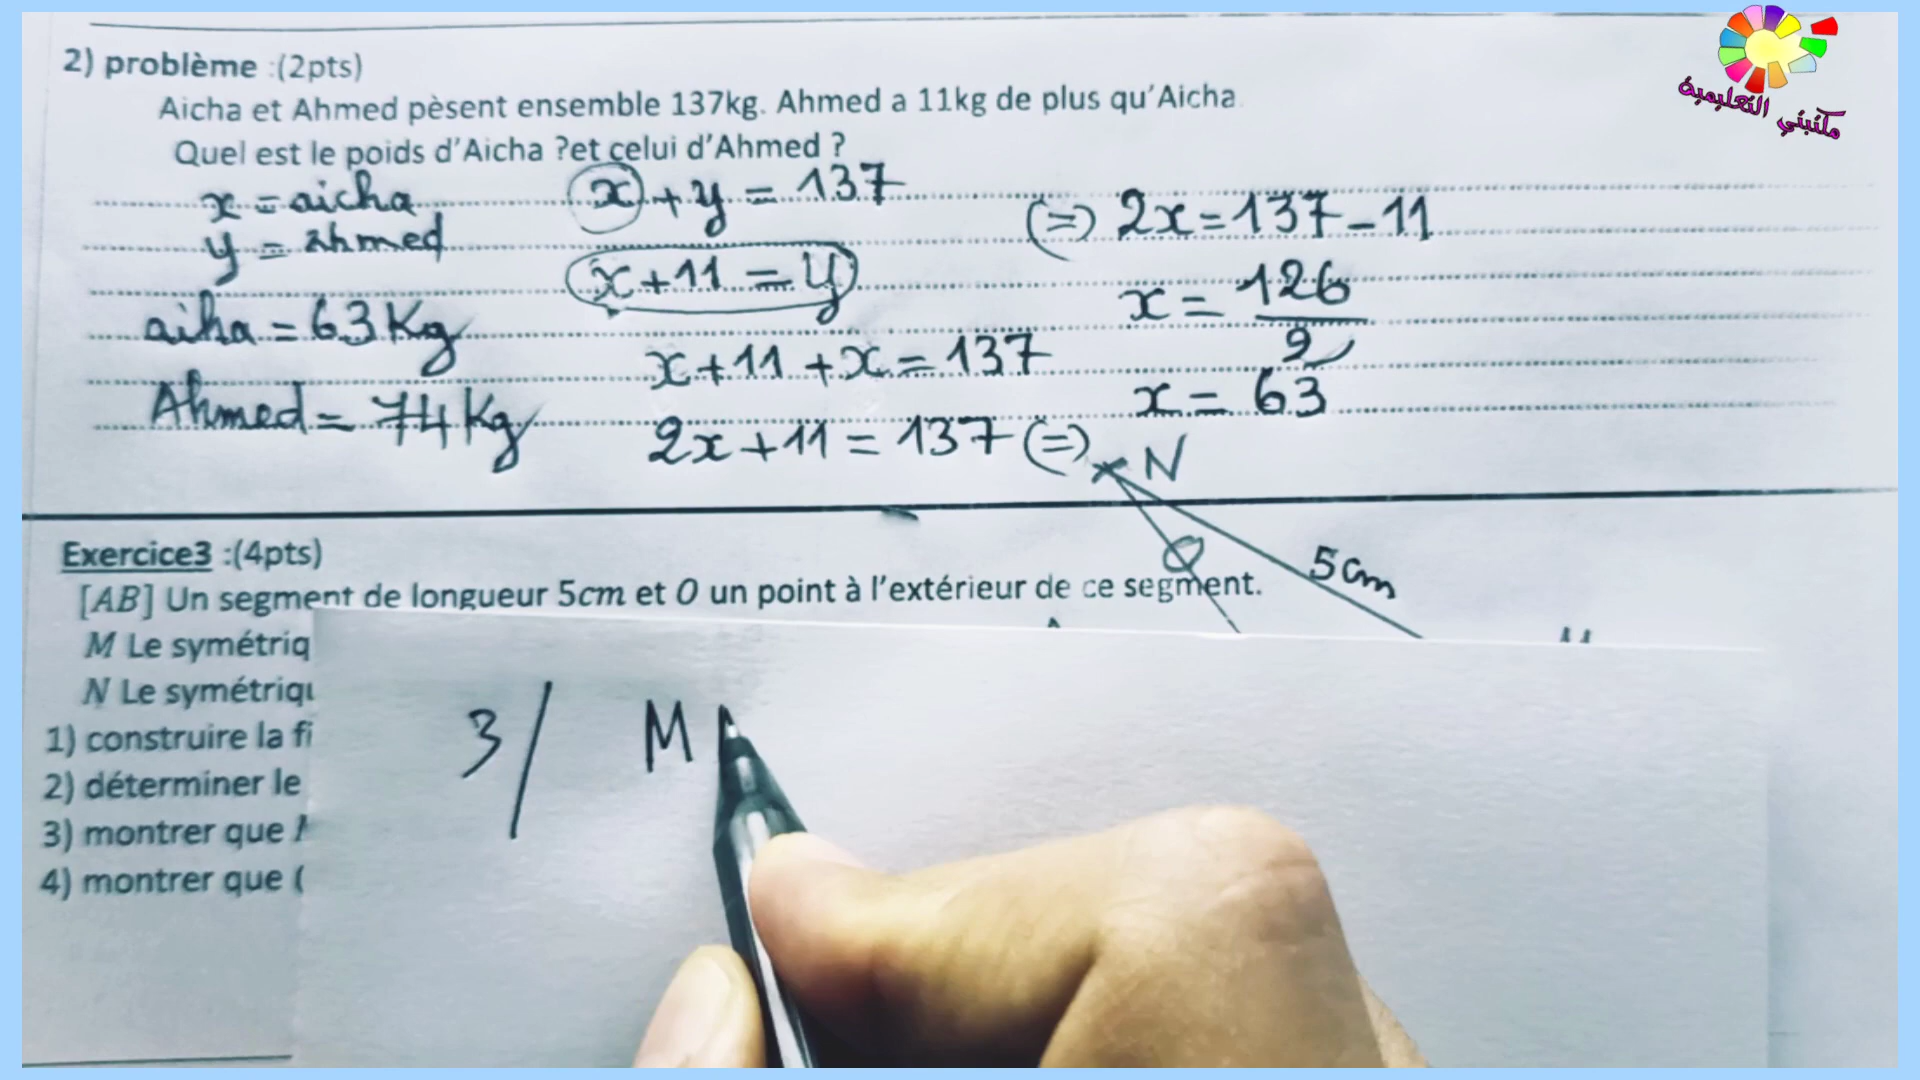 2) problème :(2pts)
Aicha et Ahmed pèsent ensemble 137kg. Ahmed a 11kg de plus qu'Aicha.
Quel est le poids d'Aicha ?et celui d'Ahmed ?
x = aicha
y = ahmed
aiha = 63 Kg
Ahmed = 74 Kg
x + y = 137
x + 11 = y
x + 11 + x = 137
2x + 11 = 137 (=)
(=) 2x = 137 - 11
x = 126
2
x = 63
N
O
5cm
Exercice3 :(4pts)
[AB] Un segment de longueur 5cm et O un point à l'extérieur de ce segment.
M Le symétriq
N Le symétriqu
1) construire la fi
2) déterminer le
3) montrer que
4) montrer que (
3/ M
مكتبتي التعليمية